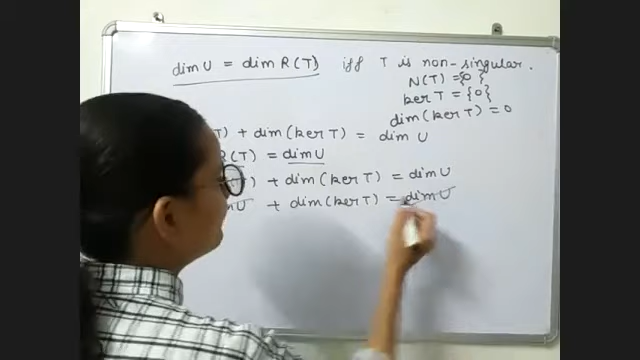 dim U = dim R(T) iff T is non-singular.
N(T) = {0}
ker T = {0}
dim(ker T) = 0
T) + dim(ker T) = dim U
R(T) = dim U
+ dim(ker T) = dim U
U + dim(ker T) = dim U